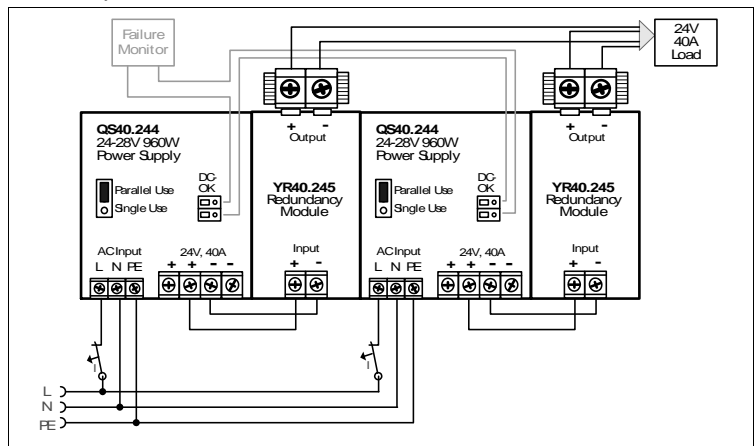 Failure
Monitor
24V
40A
Load
+ -
Output
+ -
Output
QS40.244
24-28V 960W
Power Supply
DC-
OK
Parallel Use
Single Use
AC Input
L N PE
24V, 40A
+ + - -
YR40.245
Redundancy
Module
Input
+ -
QS40.244
24-28V 960W
Power Supply
DC-
OK
Parallel Use
Single Use
AC Input
L N PE
24V, 40A
+ + - -
YR40.245
Redundancy
Module
Input
+ -
I
I
L
N
PE